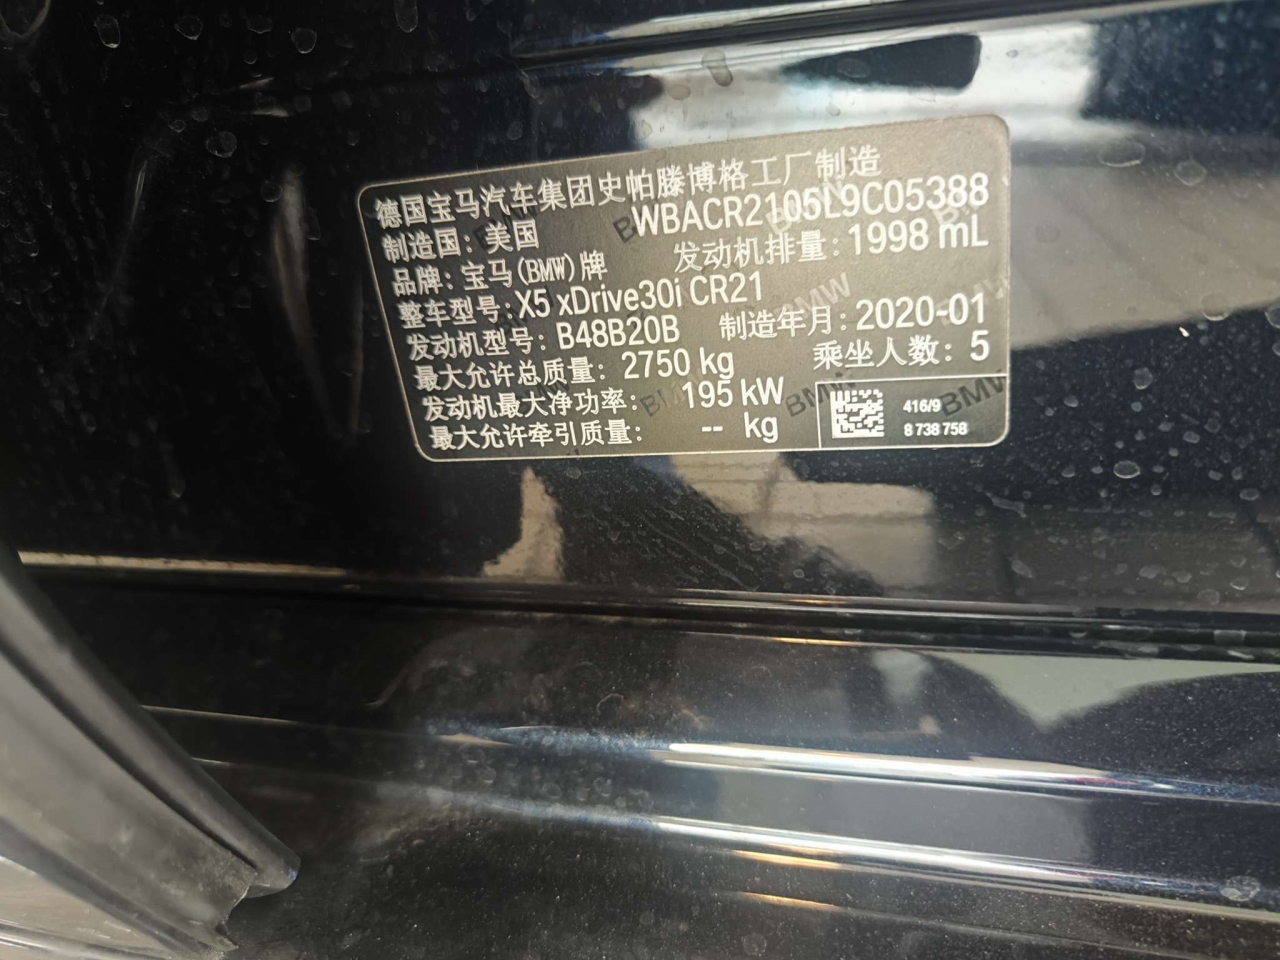 德国宝马汽车集团史帕滕博格工厂制造
制造国: 美国 WBACR2105L9C05388
品牌: 宝马(BMW)牌 发动机排量: 1998 mL
整车型号: X5 xDrive30i CR21
发动机型号: B48B20B 制造年月: 2020-01
最大允许总质量: 2750 kg 乘坐人数: 5
发动机最大净功率: 195 kW
最大允许牵引质量: -- kg
416/9
8 738 758